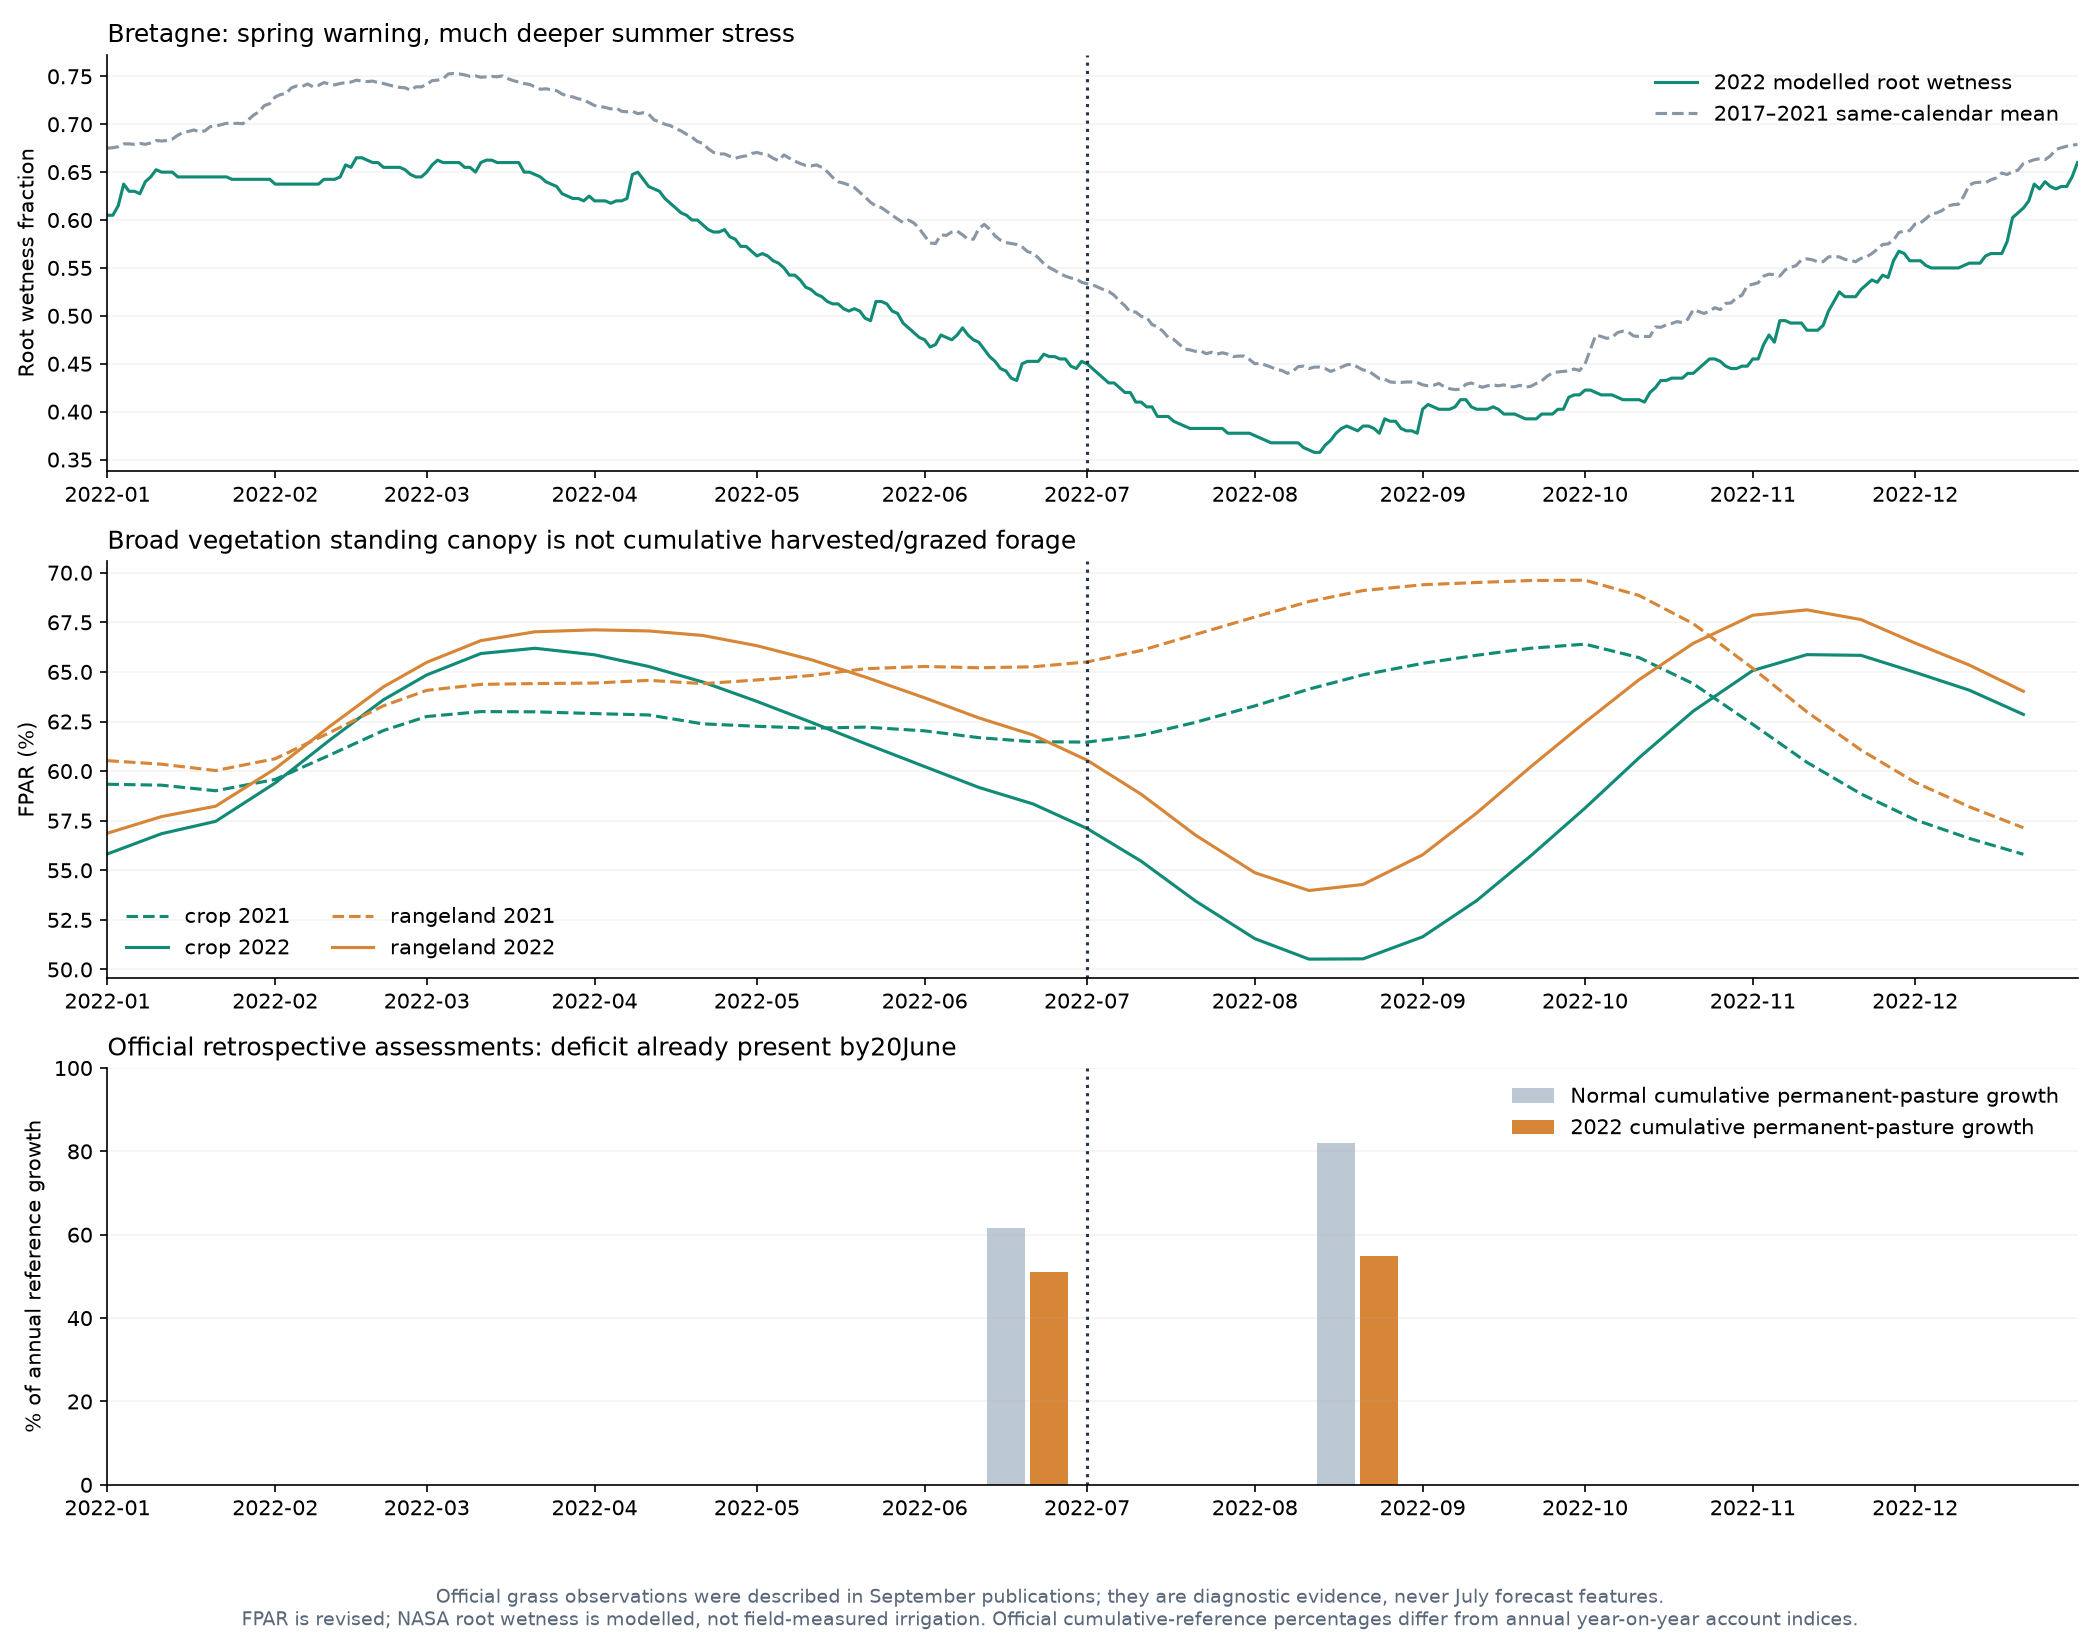 Bretagne: spring warning, much deeper summer stress
Root wetness fraction
0.75
0.70
0.65
0.60
0.55
0.50
0.45
0.40
0.35
2022 modelled root wetness
2017–2021 same-calendar mean
2022-01 2022-02 2022-03 2022-04 2022-05 2022-06 2022-07 2022-08 2022-09 2022-10 2022-11 2022-12
Broad vegetation standing canopy is not cumulative harvested/grazed forage
FPAR (%)
70.0
67.5
65.0
62.5
60.0
57.5
55.0
52.5
50.0
crop 2021 rangeland 2021
crop 2022 rangeland 2022
2022-01 2022-02 2022-03 2022-04 2022-05 2022-06 2022-07 2022-08 2022-09 2022-10 2022-11 2022-12
Official retrospective assessments: deficit already present by20June
% of annual reference growth
100
80
60
40
20
0
Normal cumulative permanent-pasture growth
2022 cumulative permanent-pasture growth
2022-01 2022-02 2022-03 2022-04 2022-05 2022-06 2022-07 2022-08 2022-09 2022-10 2022-11 2022-12
Official grass observations were described in September publications; they are diagnostic evidence, never July forecast features.
FPAR is revised; NASA root wetness is modelled, not field-measured irrigation. Official cumulative-reference percentages differ from annual year-on-year account indices.